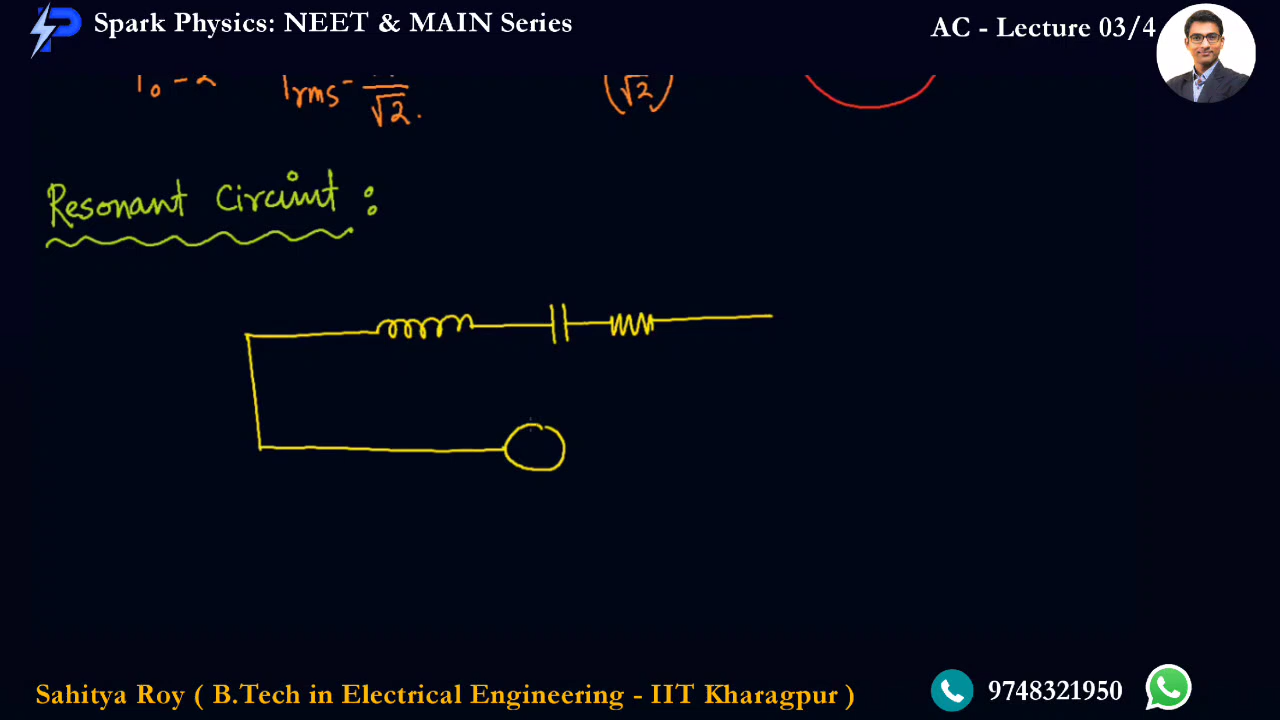 Spark Physics: NEET & MAIN Series
AC - Lecture 03/4
Irms =
√2.
(√2)
Resonant Circuit :
Sahitya Roy ( B.Tech in Electrical Engineering - IIT Kharagpur )
9748321950